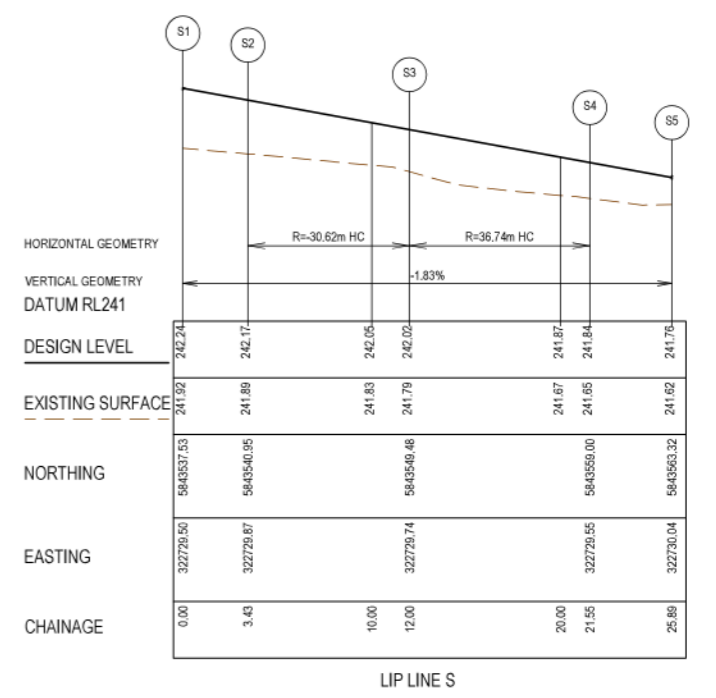 S1
S2
S3
S4
S5
HORIZONTAL GEOMETRY
R=-30.62m HC
R=36.74m HC
VERTICAL GEOMETRY
-1.83%
DATUM RL241
DESIGN LEVEL
242.24
242.17
242.05
242.02
241.87
241.84
241.76
EXISTING SURFACE
241.92
241.89
241.83
241.79
241.67
241.65
241.62
NORTHING
5843537.53
5843540.95
5843549.48
5843559.00
5843563.32
EASTING
322729.50
322729.87
322729.74
322729.55
322730.04
CHAINAGE
0.00
3.43
10.00
12.00
20.00
21.55
25.89
LIP LINE S